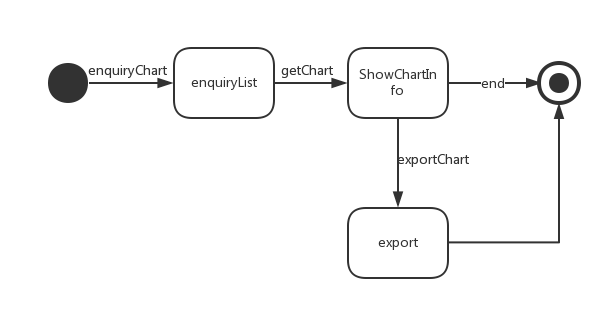 enquiryChart
enquiryList
getChart
ShowChartIn
fo
end
exportChart
export